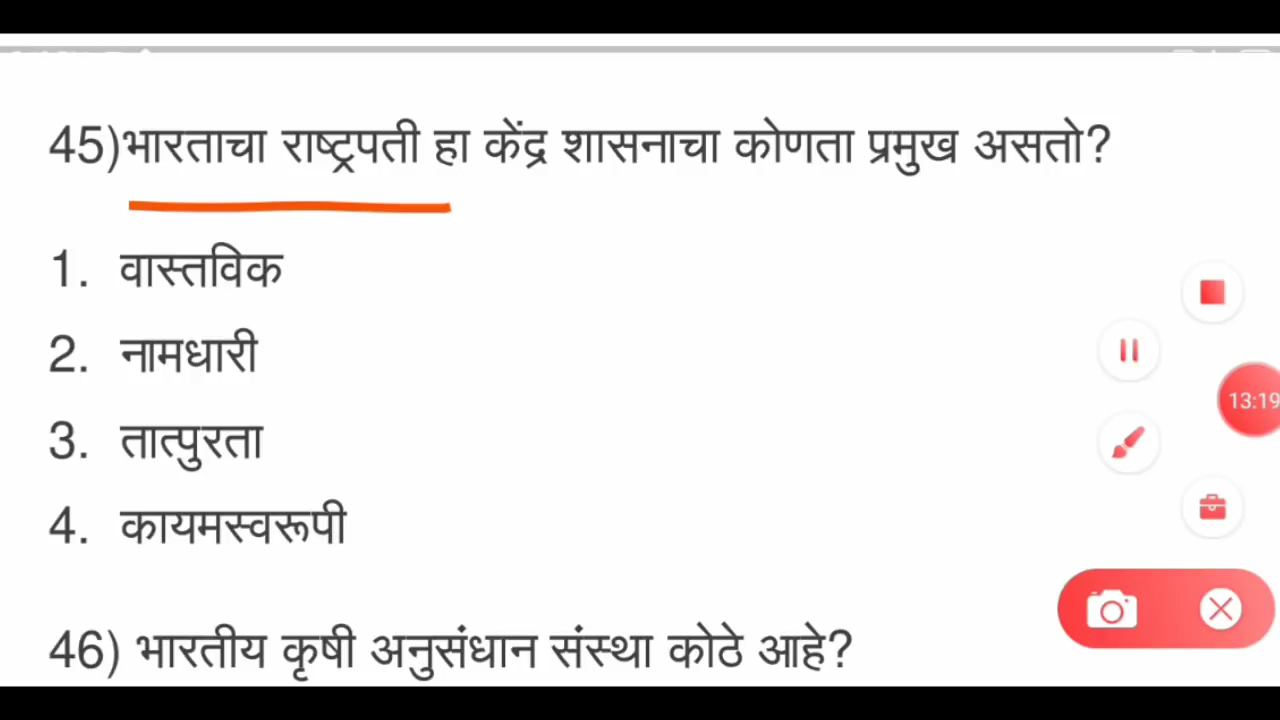 45)भारताचा राष्ट्रपती हा केंद्र शासनाचा कोणता प्रमुख असतो?
1. वास्तविक
2. नामधारी
3. तात्पुरता
4. कायमस्वरूपी
13:19
46) भारतीय कृषी अनुसंधान संस्था कोठे आहे?